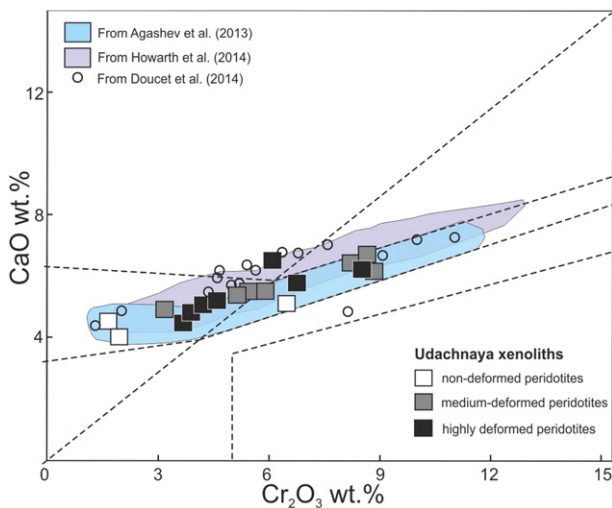 From Agashev et al. (2013)
From Howarth et al. (2014)
From Doucet et al. (2014)
12
8
4
CaO wt.%
Udachnaya xenoliths
non-deformed peridotites
medium-deformed peridotites
highly deformed peridotites
0 3 6 9 12 15
Cr₂O₃ wt.%